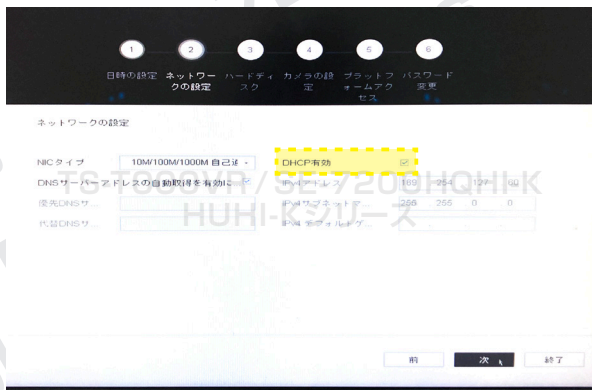 1 2 3 4 5 6
日時の設定 ネットワークの設定 ハードディスク カメラの設定 プラットフォームアクセス パスワード変更
ネットワークの設定
NICタイプ 10M/100M/1000M 自己適 DHCP有効
DNSサーバーアドレスの自動取得を有効に IPv4アドレス 169 254 127 60
優先DNSサ... IPv4サブネットマ... 255 255 0 0
代替DNSサ... IPv4 デフォルトゲ...
HUHI-Kシリーズ
前 次 終了